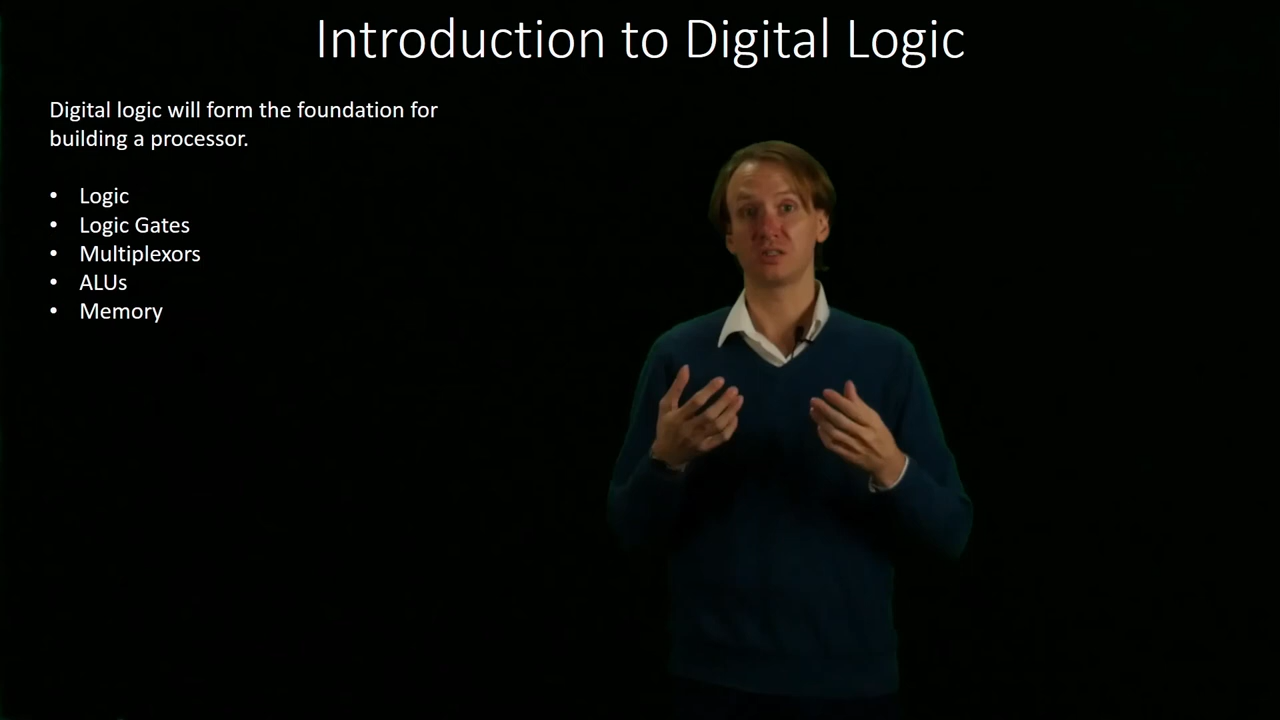 Introduction to Digital Logic
Digital logic will form the foundation for
building a processor.
• Logic
• Logic Gates
• Multiplexors
• ALUs
• Memory